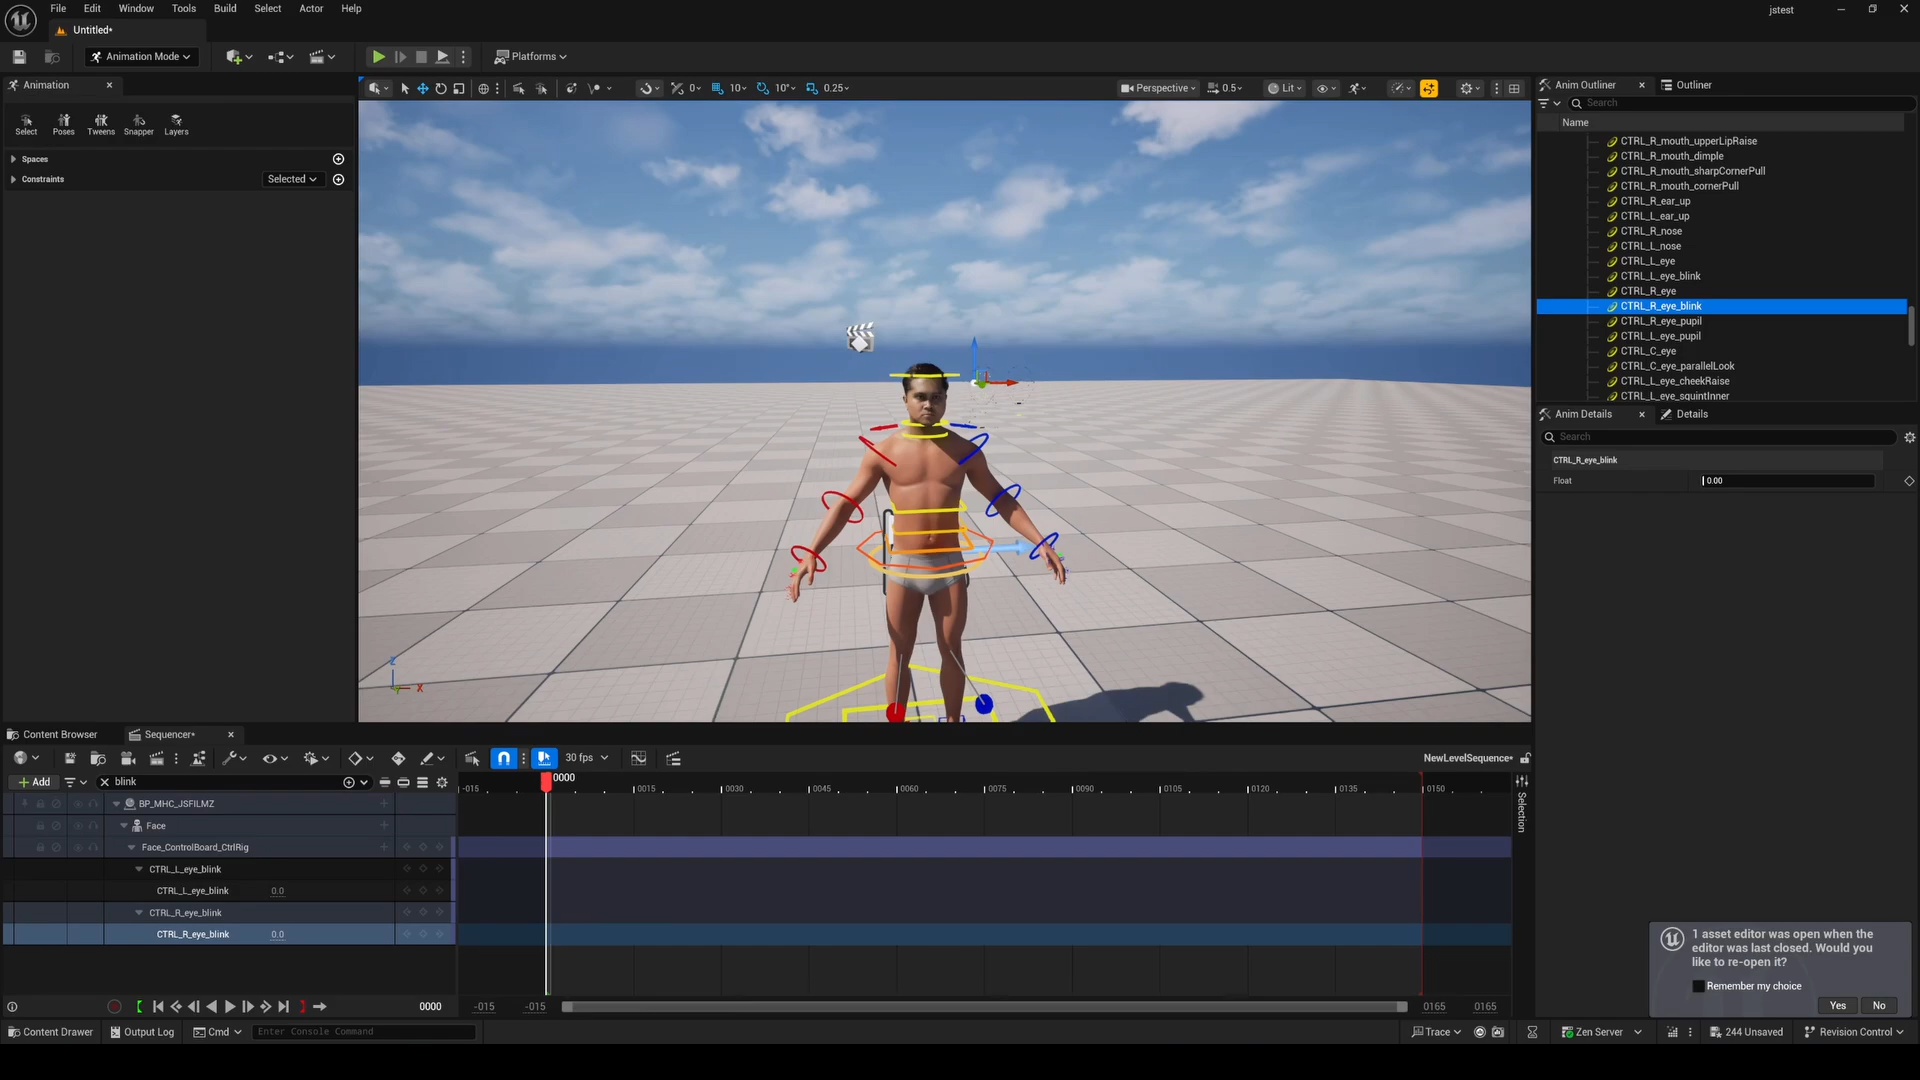 File Edit Window Tools Build Select Actor Help
jstest
Untitled*
Animation Mode
Platforms
Animation
0 10 10° 0.25
Perspective 0.5 Lit
Anim Outliner Outliner
Search
Name
Select Poses Tweens Snapper Layers
Spaces
Constraints Selected
CTRL_R_mouth_upperLipRaise
CTRL_R_mouth_dimple
CTRL_R_mouth_sharpCornerPull
CTRL_R_mouth_cornerPull
CTRL_R_ear_up
CTRL_L_ear_up
CTRL_R_nose
CTRL_L_nose
CTRL_L_eye
CTRL_L_eye_blink
CTRL_R_eye
CTRL_R_eye_blink
CTRL_R_eye_pupil
CTRL_L_eye_pupil
CTRL_C_eye
CTRL_C_eye_parallelLook
CTRL_L_eye_cheekRaise
CTRL_L_eye_squintInner
Anim Details Details
Search
CTRL_R_eye_blink
Float 0.00
Z
X
Content Browser Sequencer*
30 fps
NewLevelSequence*
Add blink
-015 0000 0015 0030 0045 0060 0075 0090 0105 0120 0135 0150
Selection
BP_MHC_JSFILMZ
Face
Face_ControlBoard_CtrlRig
CTRL_L_eye_blink
CTRL_L_eye_blink 0.0
CTRL_R_eye_blink
CTRL_R_eye_blink 0.0
1 asset editor was open when the
editor was last closed. Would you
like to re-open it?
Remember my choice
Yes No
0000 -015 -015 0165 0165
Content Drawer Output Log Cmd Enter Console Command
Trace Zen Server 244 Unsaved Revision Control